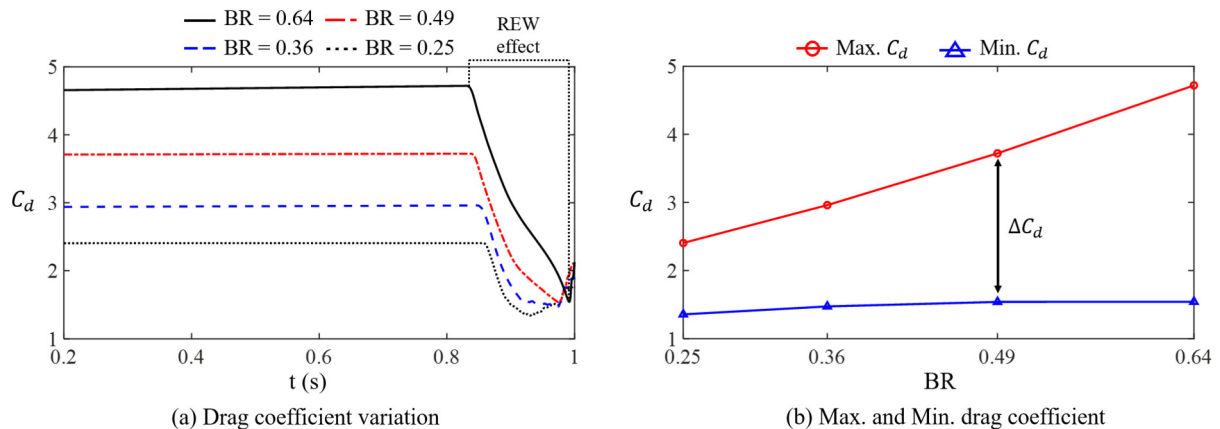 BR = 0.64 BR = 0.49
BR = 0.36 BR = 0.25
REW
effect
5
4
3
2
1
C_d
0.2 0.4 0.6 0.8 1
t (s)
(a) Drag coefficient variation
Max. C_d Min. C_d
5
4
3
2
1
C_d
ΔC_d
0.25 0.36 0.49 0.64
BR
(b) Max. and Min. drag coefficient